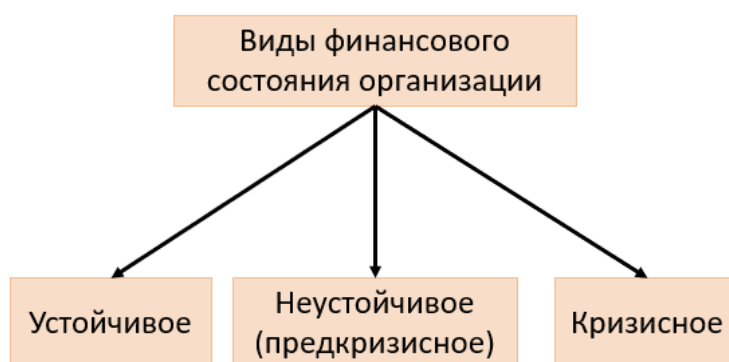 Виды финансового
состояния организации
Устойчивое
Неустойчивое
(предкризисное)
Кризисное